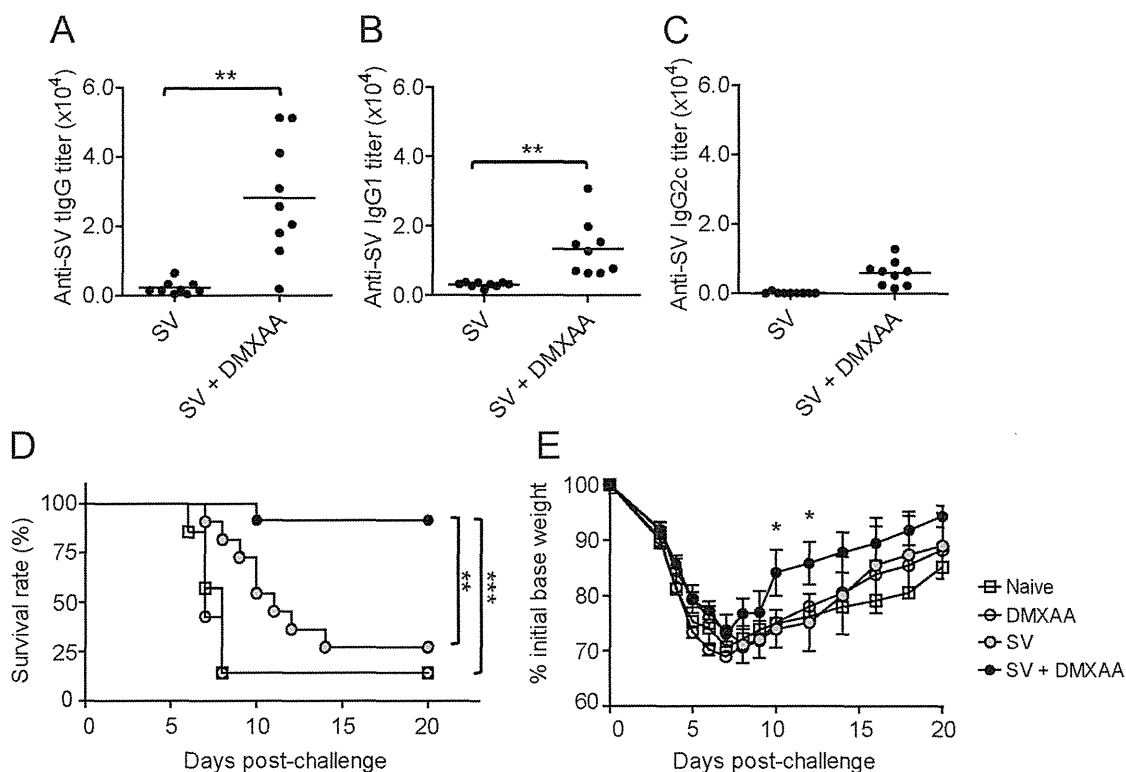 A
Anti-SV tIgG titer (x10⁴)
6.0
4.0
2.0
0.0
**
SV
SV + DMXAA
B
Anti-SV IgG1 titer (x10⁴)
6.0
4.0
2.0
0.0
**
SV
SV + DMXAA
C
Anti-SV IgG2c titer (x10⁴)
6.0
4.0
2.0
0.0
SV
SV + DMXAA
D
Survival rate (%)
100
75
50
25
0
0 5 10 15 20
Days post-challenge
**
***
E
% initial base weight
100
90
80
70
60
* *
0 5 10 15 20
Days post-challenge
Naive
DMXAA
SV
SV + DMXAA